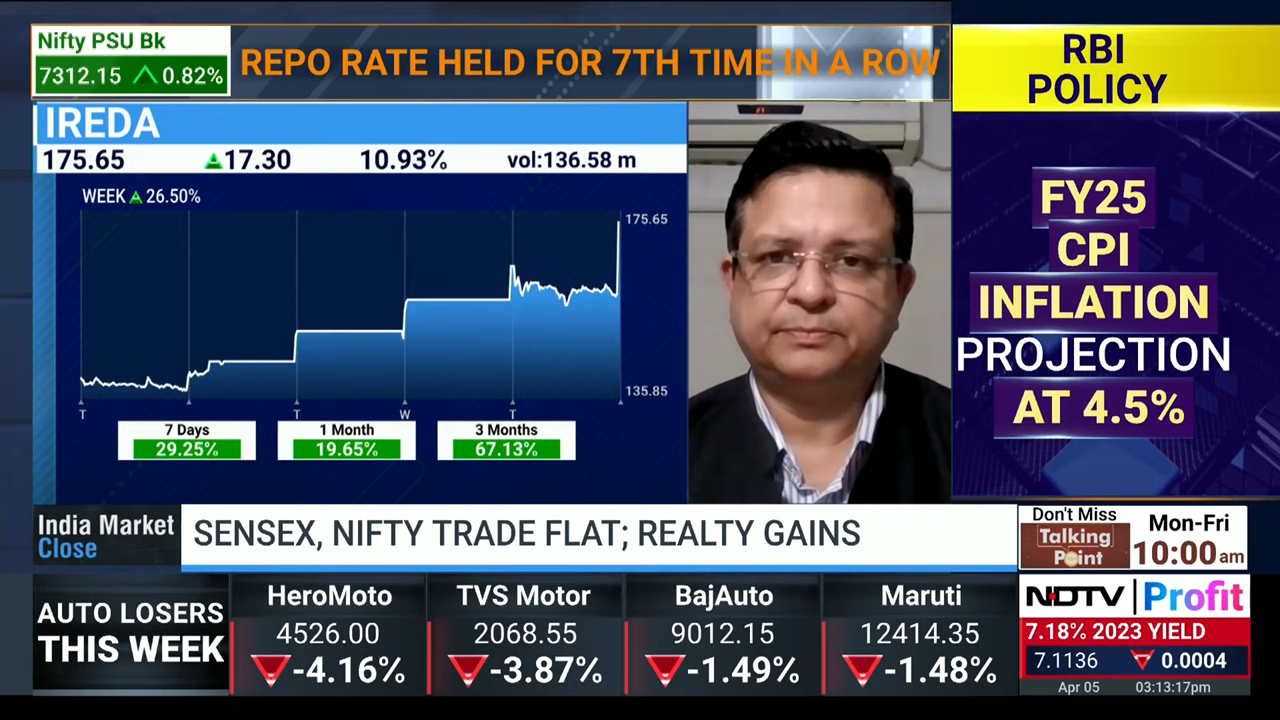 Nifty PSU Bk
7312.15 0.82%
REPO RATE HELD FOR 7TH TIME IN A ROW
RBI
POLICY
IREDA
175.65 17.30 10.93% vol:136.58 m
WEEK 26.50%
175.65
135.85
T T W T
7 Days
29.25%
1 Month
19.65%
3 Months
67.13%
FY25
CPI
INFLATION
PROJECTION
AT 4.5%
India Market
Close
SENSEX, NIFTY TRADE FLAT; REALTY GAINS
Don't Miss
Talking
Point
Mon-Fri
10:00am
AUTO LOSERS
THIS WEEK
HeroMoto
4526.00
-4.16%
TVS Motor
2068.55
-3.87%
BajAuto
9012.15
-1.49%
Maruti
12414.35
-1.48%
NDTV Profit
7.18% 2023 YIELD
7.1136 0.0004
Apr 05 03:13:17pm